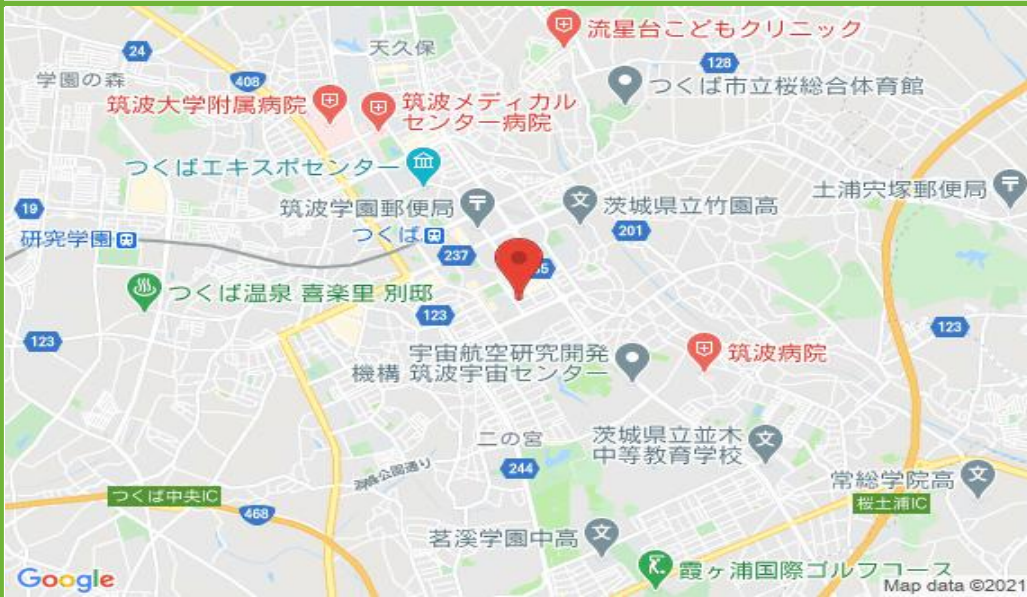 流星台こどもクリニック
24
天久保
128
学園の森
408
つくば市立桜総合体育館
筑波大学附属病院
筑波メディカル
センター病院
つくばエキスポセンター
土浦宍塚郵便局
19
筑波学園郵便局
茨城県立竹園高
研究学園
つくば
201
237
55
つくば温泉 喜楽里 別邸
123
123
123
宇宙航空研究開発
機構 筑波宇宙センター
筑波病院
二の宮
茨城県立並木
中等教育学校
244
常総学院高
つくば中央IC
桜土浦IC
468
茗溪学園中高
霞ヶ浦国際ゴルフコース
Google
Map data ©2021